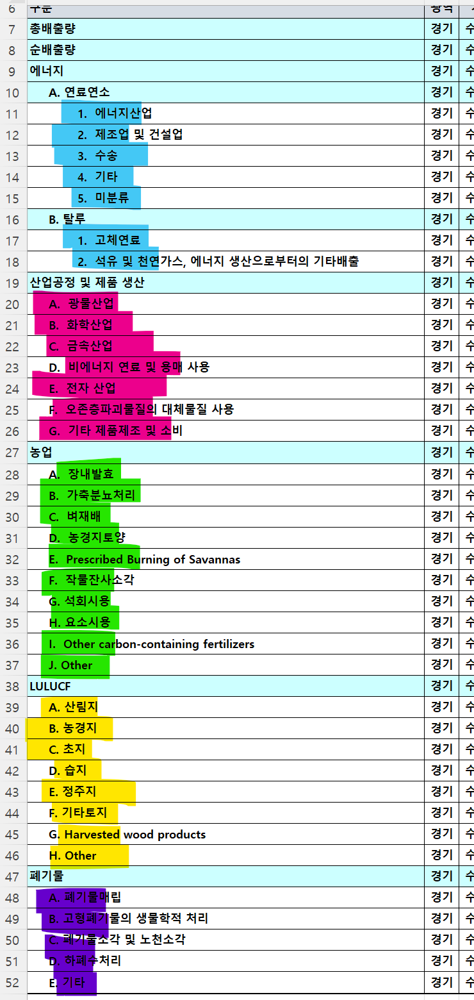 6 구분 광역
7 총배출량 경기 수
8 순배출량 경기 수
9 에너지 경기 수
10 A. 연료연소 경기 수
11 1. 에너지산업 경기 수
12 2. 제조업 및 건설업 경기 수
13 3. 수송 경기 수
14 4. 기타 경기 수
15 5. 미분류 경기 수
16 B. 탈루 경기 수
17 1. 고체연료 경기 수
18 2. 석유 및 천연가스, 에너지 생산으로부터의 기타배출 경기 수
19 산업공정 및 제품 생산 경기 수
20 A. 광물산업 경기 수
21 B. 화학산업 경기 수
22 C. 금속산업 경기 수
23 D. 비에너지 연료 및 용매 사용 경기 수
24 E. 전자 산업 경기 수
25 F. 오존층파괴물질의 대체물질 사용 경기 수
26 G. 기타 제품제조 및 소비 경기 수
27 농업 경기 수
28 A. 장내발효 경기 수
29 B. 가축분뇨처리 경기 수
30 C. 벼재배 경기 수
31 D. 농경지토양 경기 수
32 E. Prescribed Burning of Savannas 경기 수
33 F. 작물잔사소각 경기 수
34 G. 석회시용 경기 수
35 H. 요소시용 경기 수
36 I. Other carbon-containing fertilizers 경기 수
37 J. Other 경기 수
38 LULUCF 경기 수
39 A. 산림지 경기 수
40 B. 농경지 경기 수
41 C. 초지 경기 수
42 D. 습지 경기 수
43 E. 정주지 경기 수
44 F. 기타토지 경기 수
45 G. Harvested wood products 경기 수
46 H. Other 경기 수
47 폐기물 경기 수
48 A. 폐기물매립 경기 수
49 B. 고형폐기물의 생물학적 처리 경기 수
50 C. 폐기물소각 및 노천소각 경기 수
51 D. 하폐수처리 경기 수
52 E. 기타 경기 수